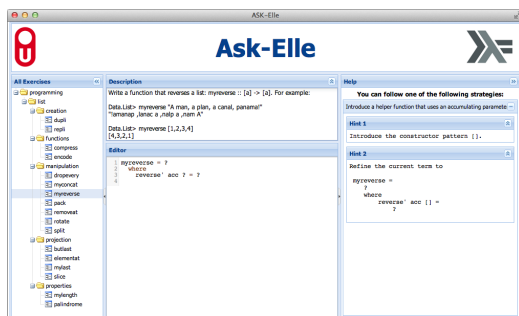 ASK-Elle
Ask-Elle
All Exercises
programming
list
creation
dupli
repli
functions
compress
encode
manipulation
dropevery
myconcat
myreverse
pack
removeat
rotate
split
projection
butlast
elementat
mylast
slice
properties
mylength
palindrome
Description
Write a function that reverses a list: myreverse :: [a] -> [a]. For example:
Data.List> myreverse "A man, a plan, a canal, panama!"
"!amanap ,lanac a ,nalp a ,nam A"
Data.List> myreverse [1,2,3,4]
[4,3,2,1]
Editor
1 myreverse = ?
2 where
3 reverse' acc ? = ?
4
Help
You can follow one of the following strategies:
Introduce a helper function that uses an accumulating paramete
Hint 1
Introduce the constructor pattern [].
Hint 2
Refine the current term to
myreverse =
?
where
reverse' acc [] =
?